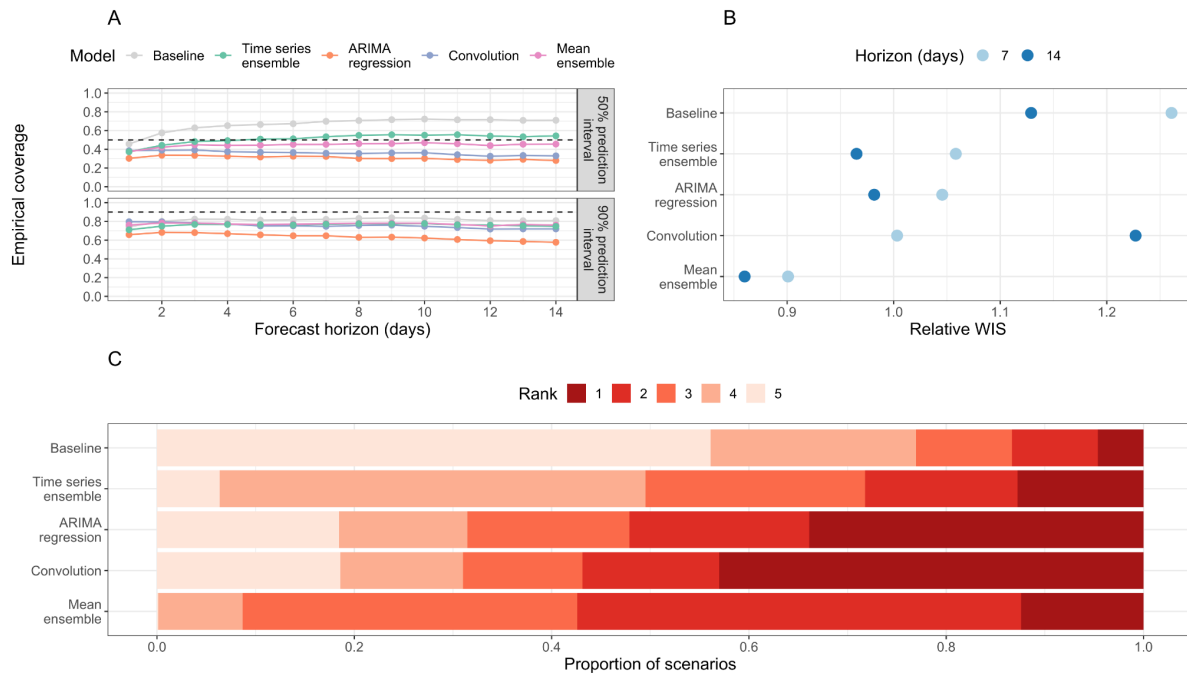 A
Model Baseline Time series ensemble ARIMA regression Convolution Mean ensemble
Empirical coverage
1.0
0.8
0.6
0.4
0.2
0.0
50% prediction interval
1.0
0.8
0.6
0.4
0.2
0.0
90% prediction interval
2 4 6 8 10 12 14
Forecast horizon (days)
B
Horizon (days) 7 14
Baseline
Time series
ensemble
ARIMA
regression
Convolution
Mean
ensemble
0.9 1.0 1.1 1.2
Relative WIS
C
Rank 1 2 3 4 5
Baseline
Time series
ensemble
ARIMA
regression
Convolution
Mean
ensemble
0.0 0.2 0.4 0.6 0.8 1.0
Proportion of scenarios